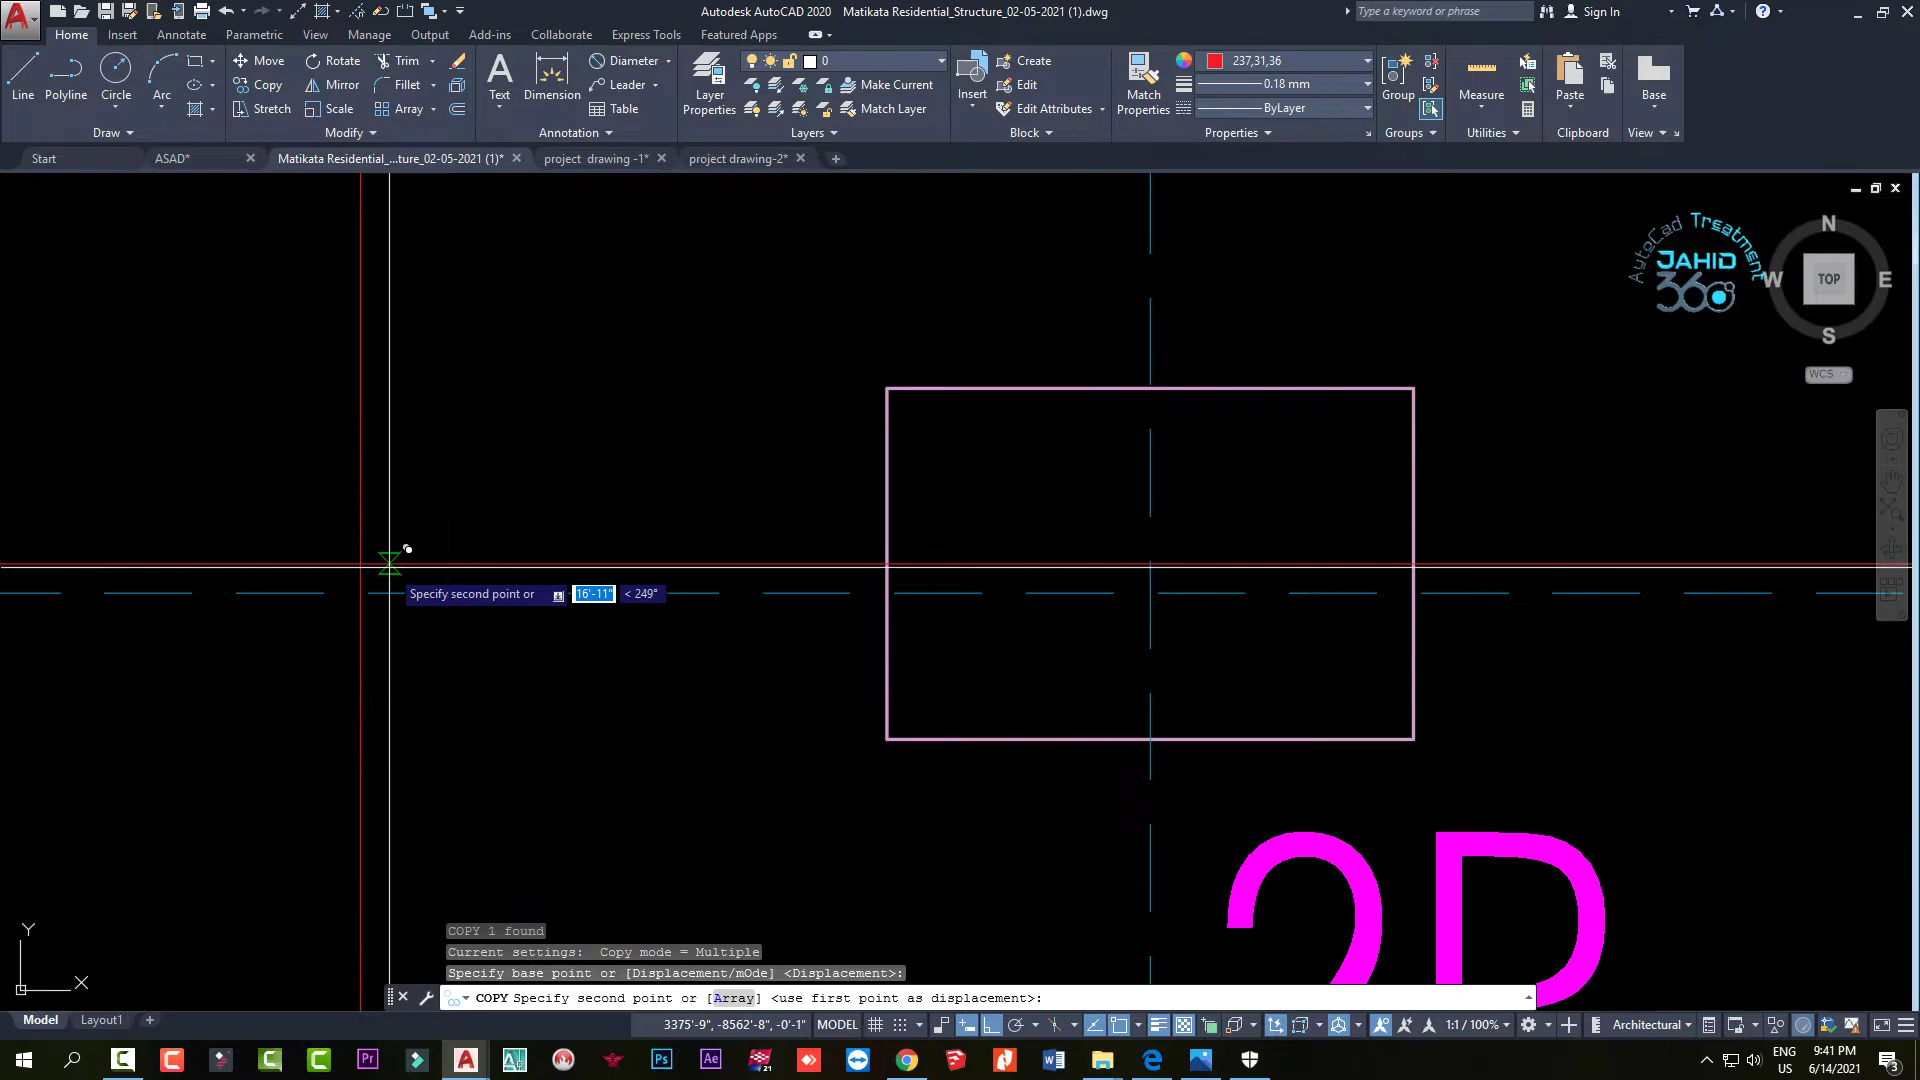 Autodesk AutoCAD 2020 Matikata Residential_Structure_02-05-2021 (1).dwg
Type a keyword or phrase
Sign In
Home Insert Annotate Parametric View Manage Output Add-ins Collaborate Express Tools Featured Apps
Line Polyline Circle Arc
Move Rotate Trim
Copy Mirror Fillet
Stretch Scale Array
Text Dimension
Diameter
Leader
Table
Layer Properties
0
Make Current
Match Layer
Insert
Create
Edit
Edit Attributes
Match Properties
237,31,36
0.18 mm
ByLayer
Group Measure Paste Base
Draw Modify Annotation Layers Block Properties Groups Utilities Clipboard View
Start ASAD* Matikata Residential_...ture_02-05-2021 (1)* project drawing -1* project drawing-2*
AutoCad Treatment
JAHID
360
N
W TOP E
S
WCS
Specify second point or 16'-11" < 249°
2P
Y
X
COPY 1 found
Current settings: Copy mode = Multiple
Specify base point or [Displacement/mOde] <Displacement>:
COPY Specify second point or [Array] <use first point as displacement>:
Model Layout1
3375'-9", -8562'-8", -0'-1" MODEL 1:1 / 100% Architectural
Pr Ps Ae 21
ENG
US
9:41 PM
6/14/2021
3